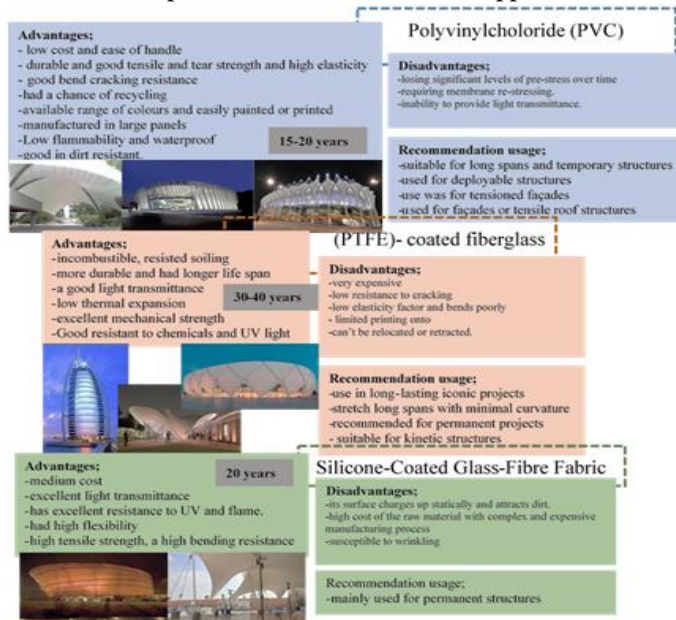 Polyvinylcholoride (PVC)
Advantages;
- low cost and ease of handle
- durable and good tensile and tear strength and high elasticity
- good bend cracking resistance
-had a chance of recycling
-available range of colours and easily painted or printed
-manufactured in large panels
-Low flammability and waterproof
-good in dirt resistant.
15-20 years
Disadvantages;
-losing significant levels of pre-stress over time
-requiring membrane re-stressing.
-inability to provide light transmittance.
Recommendation usage;
-suitable for long spans and temporary structures
-used for deployable structures
-use was for tensioned façades
-used for façades or tensile roof structures
(PTFE)- coated fiberglass
Advantages;
-incombustible, resisted soiling
-more durable and had longer life span
-a good light transmittance
-low thermal expansion
-excellent mechanical strength
-Good resistant to chemicals and UV light
30-40 years
Disadvantages;
-very expensive
-low resistance to cracking
-low elasticity factor and bends poorly
- limited printing onto
-can't be relocated or retracted.
Recommendation usage;
-use in long-lasting iconic projects
-stretch long spans with minimal curvature
-recommended for permanent projects
- suitable for kinetic structures
Silicone-Coated Glass-Fibre Fabric
Advantages;
-medium cost
-excellent light transmittance
-has excellent resistance to UV and flame.
-had high flexibility
-high tensile strength, a high bending resistance
20 years
Disadvantages;
-its surface charges up statically and attracts dirt.
-high cost of the raw material with complex and expensive
manufacturing process
-susceptible to wrinkling
Recommendation usage;
-mainly used for permanent structures